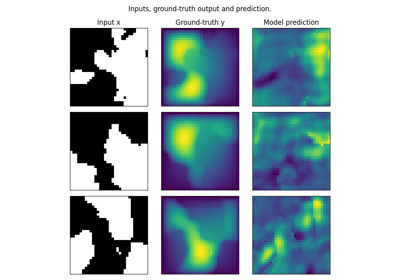 Inputs, ground-truth output and prediction.
Input x Ground-truth y Model prediction